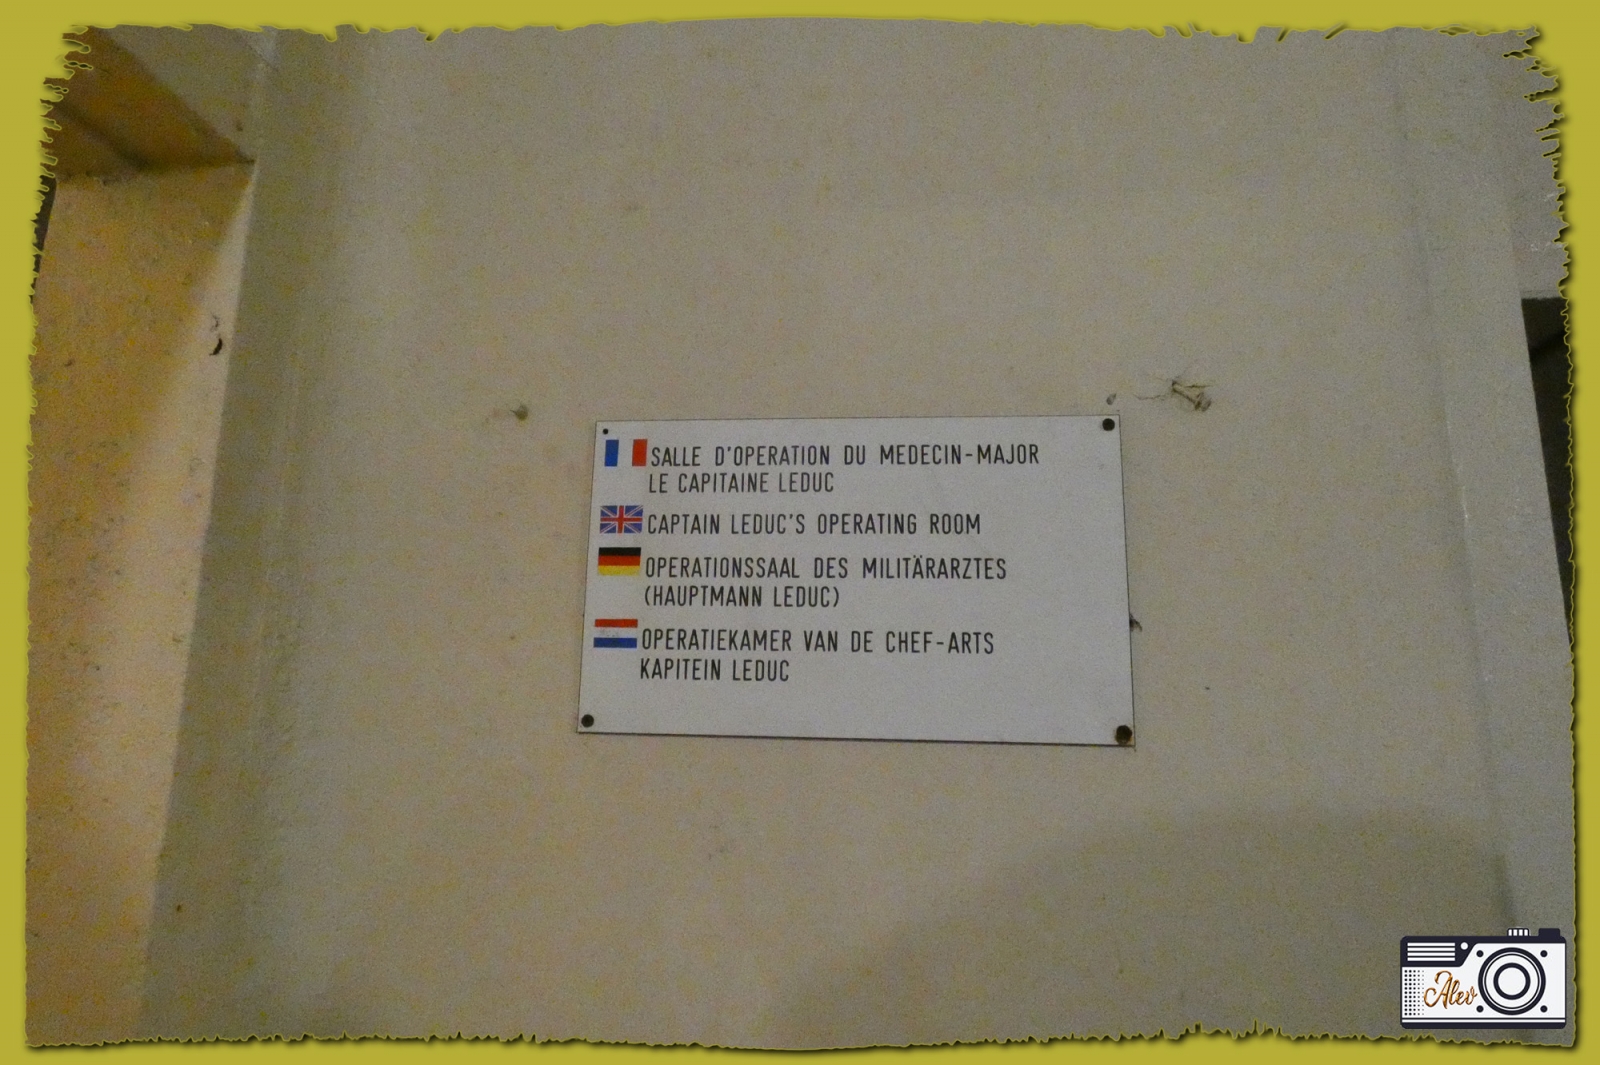 SALLE D'OPERATION DU MEDECIN-MAJOR
LE CAPITAINE LEDUC
CAPTAIN LEDUC'S OPERATING ROOM
OPERATIONSSAAL DES MILITÄRARZTES
(HAUPTMANN LEDUC)
OPERATIEKAMER VAN DE CHEF-ARTS
KAPITEIN LEDUC
Alev